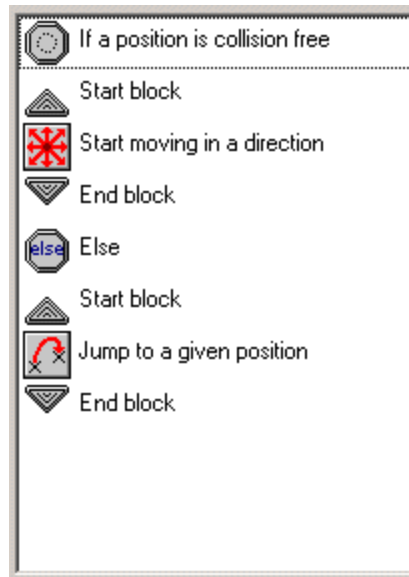 If a position is collision free
Start block
Start moving in a direction
End block
else Else
Start block
Jump to a given position
End block